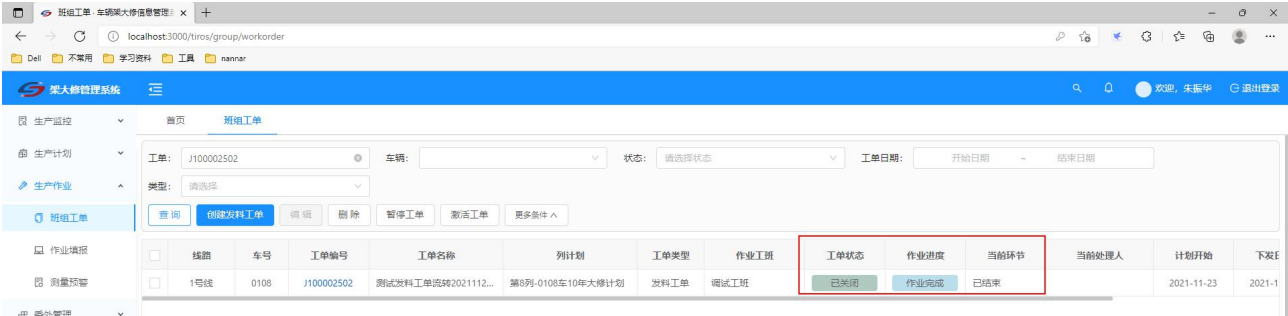 班组工单 · 车辆架大修信息管理
localhost:3000/tiros/group/workorder
Dell 不常用 学习资料 工具 nannar
架大修管理系统 欢迎，朱振华 退出登录
生产监控 首页 班组工单
生产计划 工单： J100002502 车辆： 状态： 请选择状态 工单日期： 开始日期 ~ 结束日期
生产作业 类型： 请选择
班组工单 查 询 创建发料工单 编 辑 删 除 暂停工单 激活工单 更多条件
作业填报 线路 车号 工单编号 工单名称 列计划 工单类型 作业工班 工单状态 作业进度 当前环节 当前处理人 计划开始 下发
测量预警 1号线 0108 J100002502 测试发料工单流转2021112... 第8列-0108车10年大修计划 发料工单 调试工班 已关闭 作业完成 已结束 2021-11-23 2021-1
委外管理